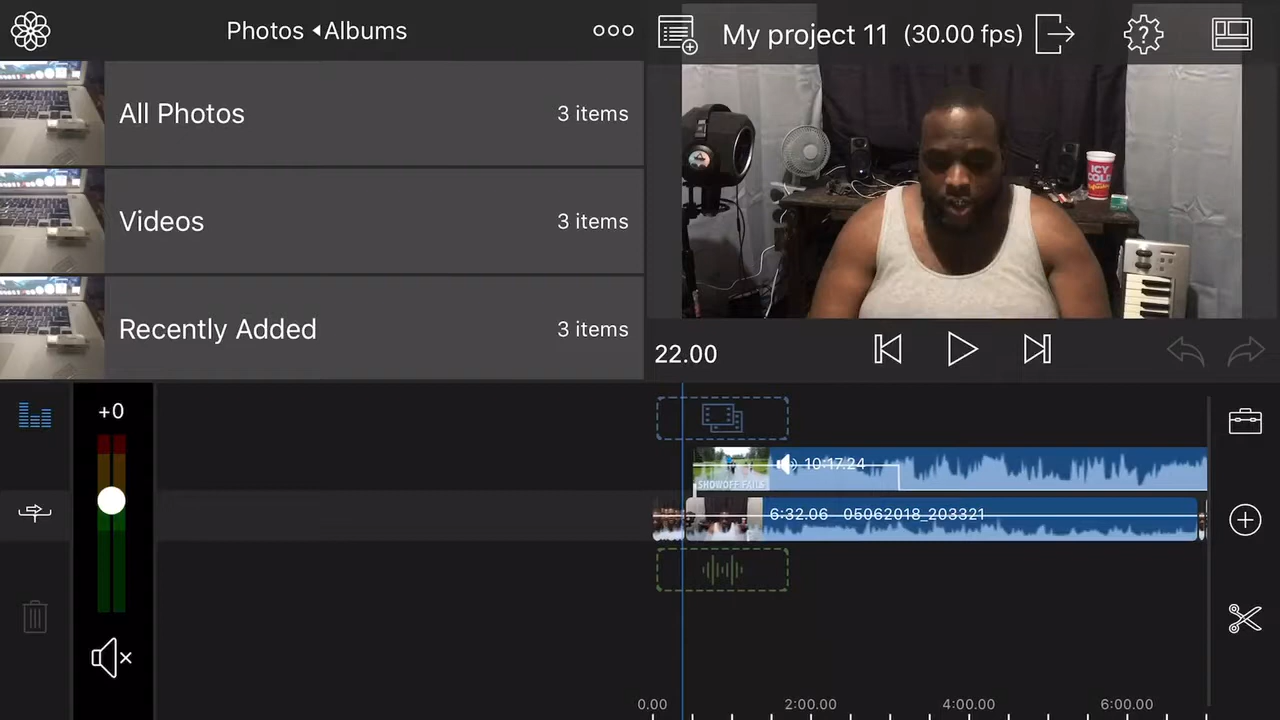 Photos Albums
My project 11 (30.00 fps)
All Photos 3 items
Videos 3 items
Recently Added 3 items
ICY
COLD
22.00
+0
10:17.24
SHOWOFF FAILS
6:32.06 05062018_203321
0.00 2:00.00 4:00.00 6:00.00